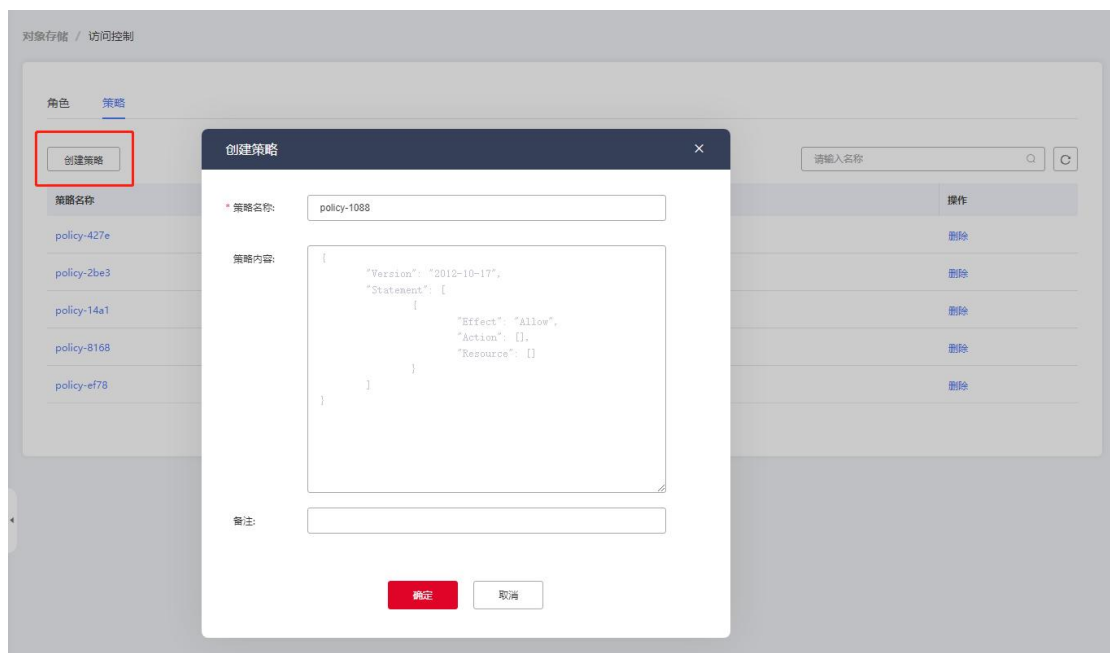 对象存储 / 访问控制
角色 策略
创建策略
请输入名称
策略名称
操作
policy-427e 删除
policy-2be3 删除
policy-14a1 删除
policy-8168 删除
policy-ef78 删除
创建策略 ×
* 策略名称: policy-1088
策略内容:
{
"Version": "2012-10-17",
"Statement": [
{
"Effect": "Allow",
"Action": [],
"Resource": []
}
]
}
备注:
确定 取消